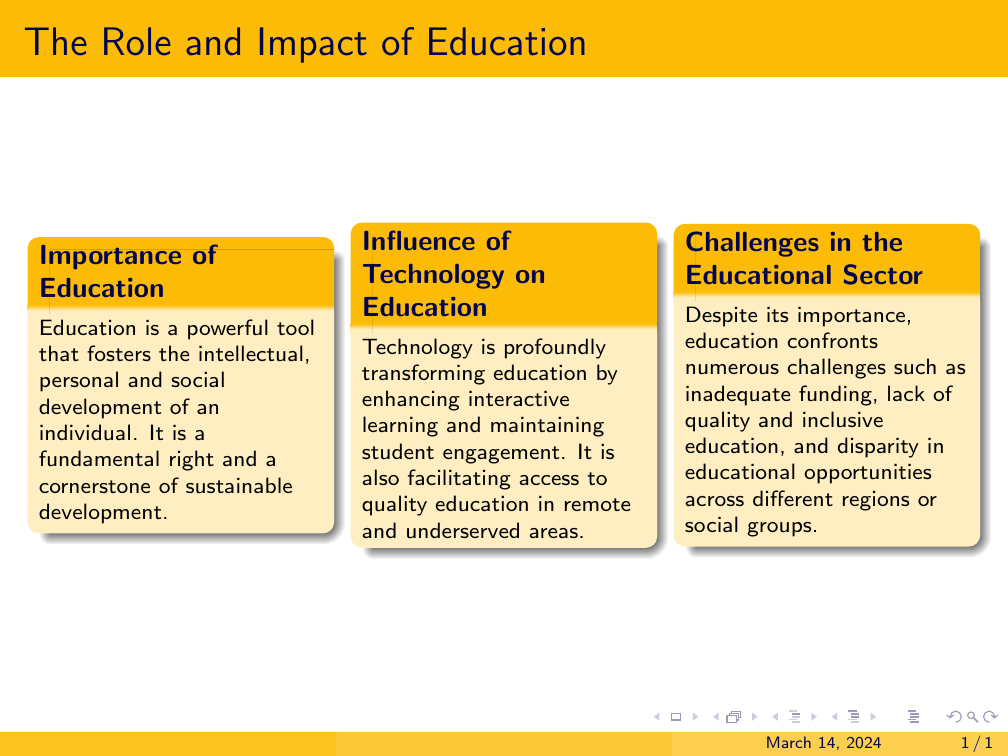 The Role and Impact of Education
Importance of
Education
Education is a powerful tool
that fosters the intellectual,
personal and social
development of an
individual. It is a
fundamental right and a
cornerstone of sustainable
development.
Influence of
Technology on
Education
Technology is profoundly
transforming education by
enhancing interactive
learning and maintaining
student engagement. It is
also facilitating access to
quality education in remote
and underserved areas.
Challenges in the
Educational Sector
Despite its importance,
education confronts
numerous challenges such as
inadequate funding, lack of
quality and inclusive
education, and disparity in
educational opportunities
across different regions or
social groups.
March 14, 2024
1 / 1